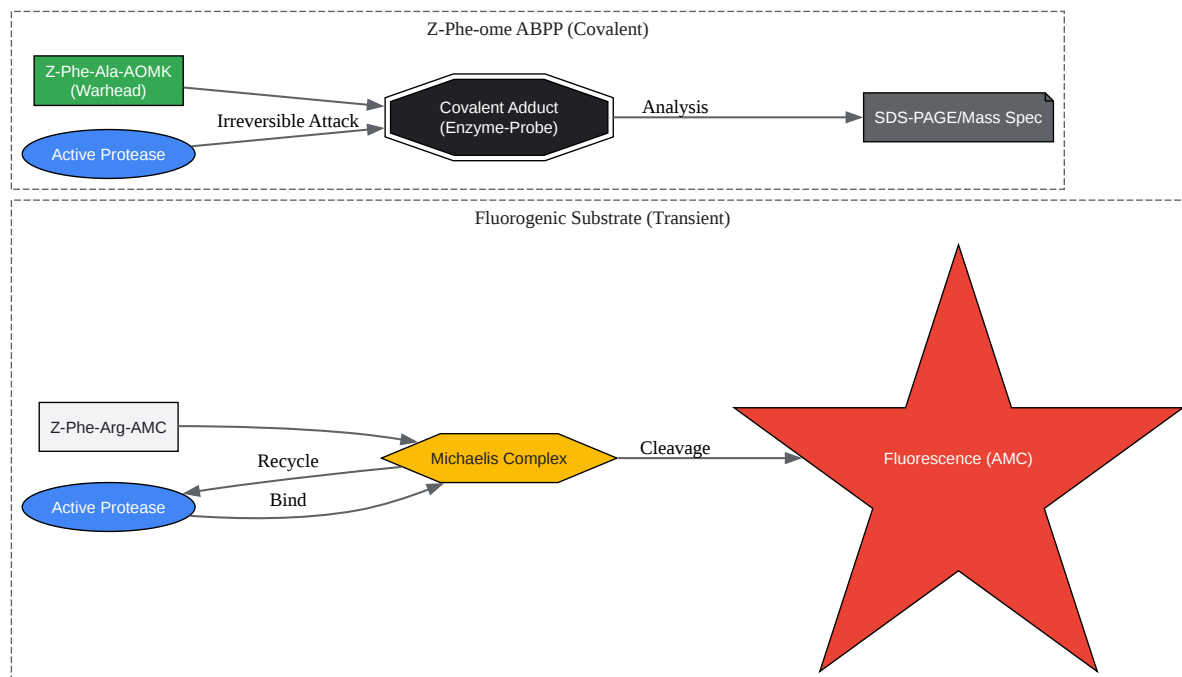 Z-Phe-ome ABPP (Covalent)
Z-Phe-Ala-AOMK
(Warhead)
Active Protease
Irreversible Attack
Covalent Adduct
(Enzyme-Probe)
Analysis
SDS-PAGE/Mass Spec
Fluorogenic Substrate (Transient)
Z-Phe-Arg-AMC
Active Protease
Recycle
Bind
Michaelis Complex
Cleavage
Fluorescence (AMC)